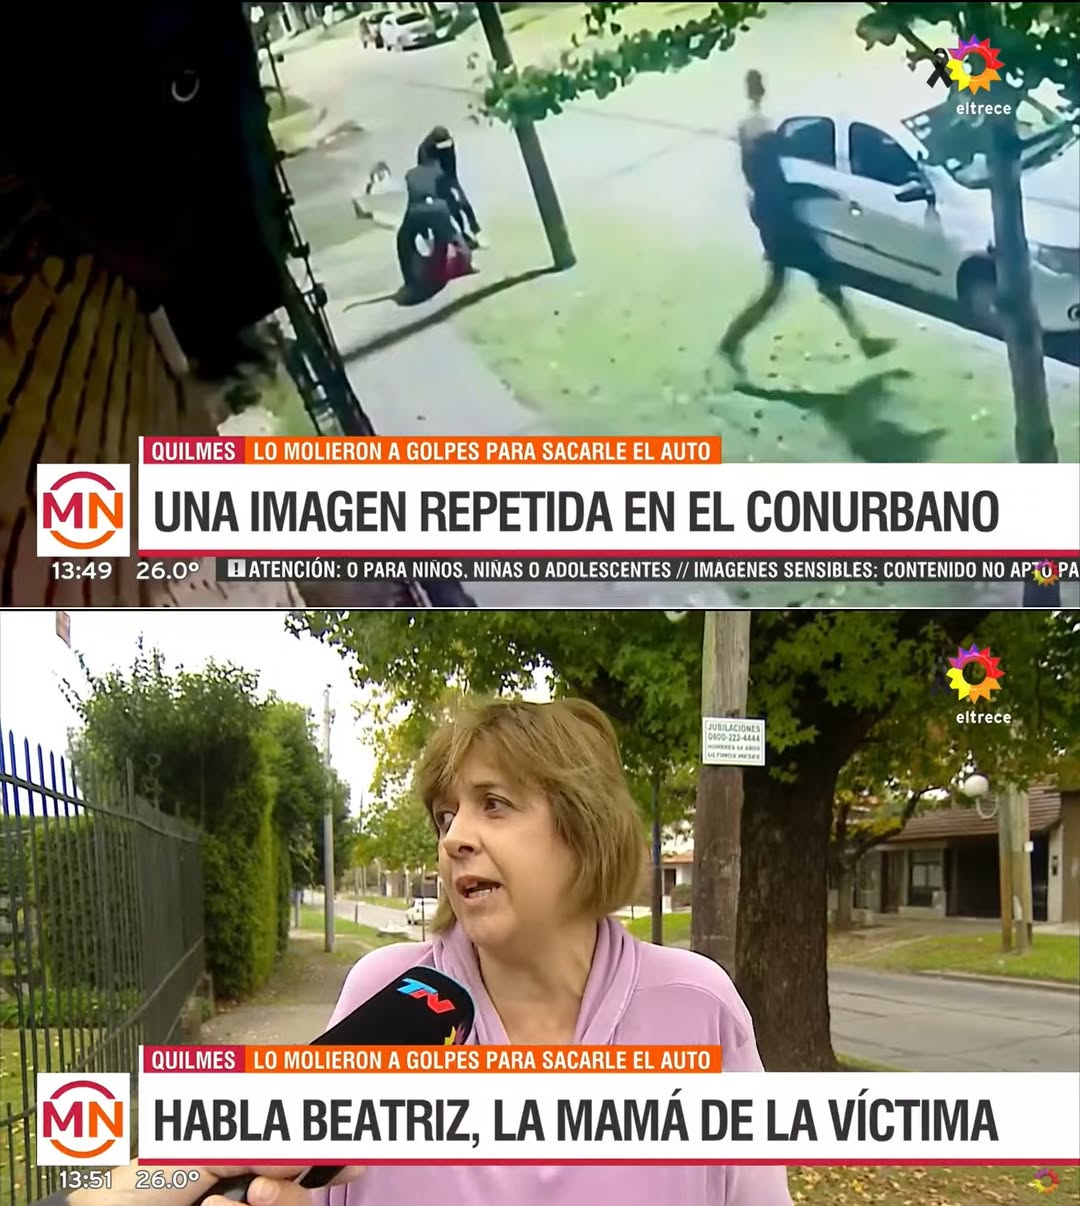 eltrece
QUILMES LO MOLIERON A GOLPES PARA SACARLE EL AUTO
MN
UNA IMAGEN REPETIDA EN EL CONURBANO
13:49 26.0° ! ATENCIÓN: O PARA NIÑOS, NIÑAS O ADOLESCENTES // IMÁGENES SENSIBLES: CONTENIDO NO APTO PA
eltrece
JUBILACIONES
0800-222-4444
HOMBRES 64 AÑOS
TN
QUILMES LO MOLIERON A GOLPES PARA SACARLE EL AUTO
MN
HABLA BEATRIZ, LA MAMÁ DE LA VÍCTIMA
13:51 26.0°